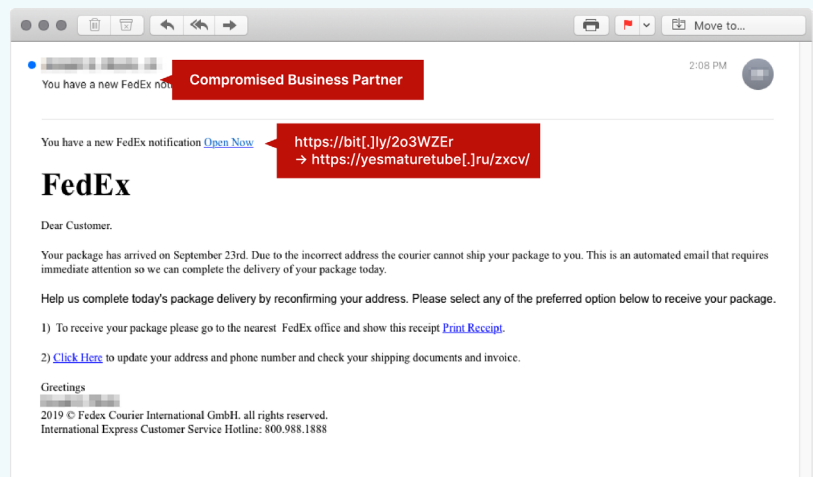 Move to...
2:08 PM
You have a new FedEx
Compromised Business Partner
You have a new FedEx notification Open Now
https://bit[.]ly/2o3WZEr
→ https://yesmaturetube[.]ru/zxcv/
FedEx
Dear Customer.
Your package has arrived on September 23rd. Due to the incorrect address the courier cannot ship your package to you. This is an automated email that requires
immediate attention so we can complete the delivery of your package today.
Help us complete today's package delivery by reconfirming your address. Please select any of the preferred option below to receive your package.
1) To receive your package please go to the nearest FedEx office and show this receipt Print Receipt.
2) Click Here to update your address and phone number and check your shipping documents and invoice.
Greetings
2019 © Fedex Courier International GmbH. all rights reserved.
International Express Customer Service Hotline: 800.988.1888